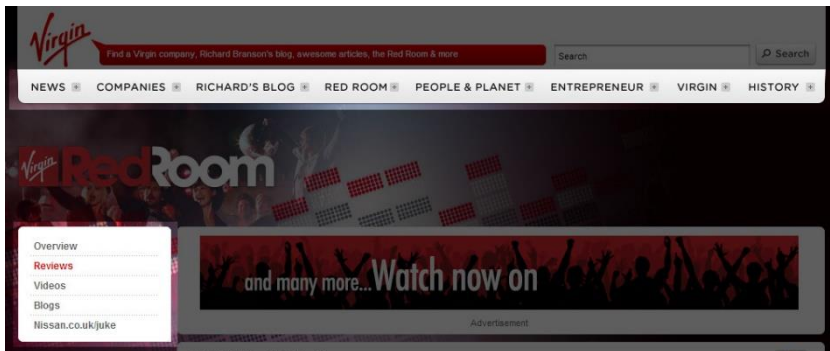 Virgin
Find a Virgin company, Richard Branson's blog, awesome articles, the Red Room & more
Search
Search
NEWS COMPANIES RICHARD'S BLOG RED ROOM PEOPLE & PLANET ENTREPRENEUR VIRGIN HISTORY
Virgin RedRoom
Overview
Reviews
Videos
Blogs
Nissan.co.uk/juke
and many more...Watch now on
Advertisement